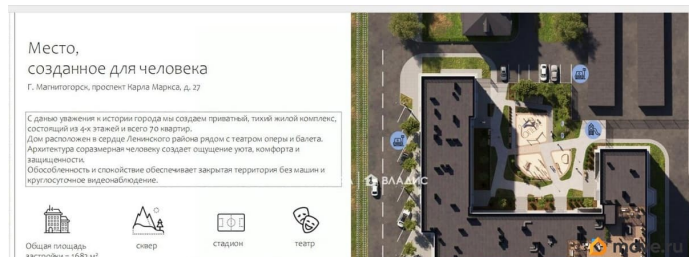 Место,
созданное для человека
Г. Магнитогорск, проспект Карла Маркса, д. 27
С данью уважения к истории города мы создаем приватный, тихий жилой комплекс,
состоящий из 4-х этажей и всего 70 квартир.
Дом расположен в сердце Ленинского района рядом с театром оперы и балета.
Архитектура соразмерная человеку создает ощущение уюта, комфорта и
защищенности.
Обособленность и спокойствие обеспечивает закрытая территория без машин и
круглосуточное видеонаблюдение.
ВЛАДИС
Общая площадь
застройки = 1682 м²
сквер
стадион
театр
move.ru